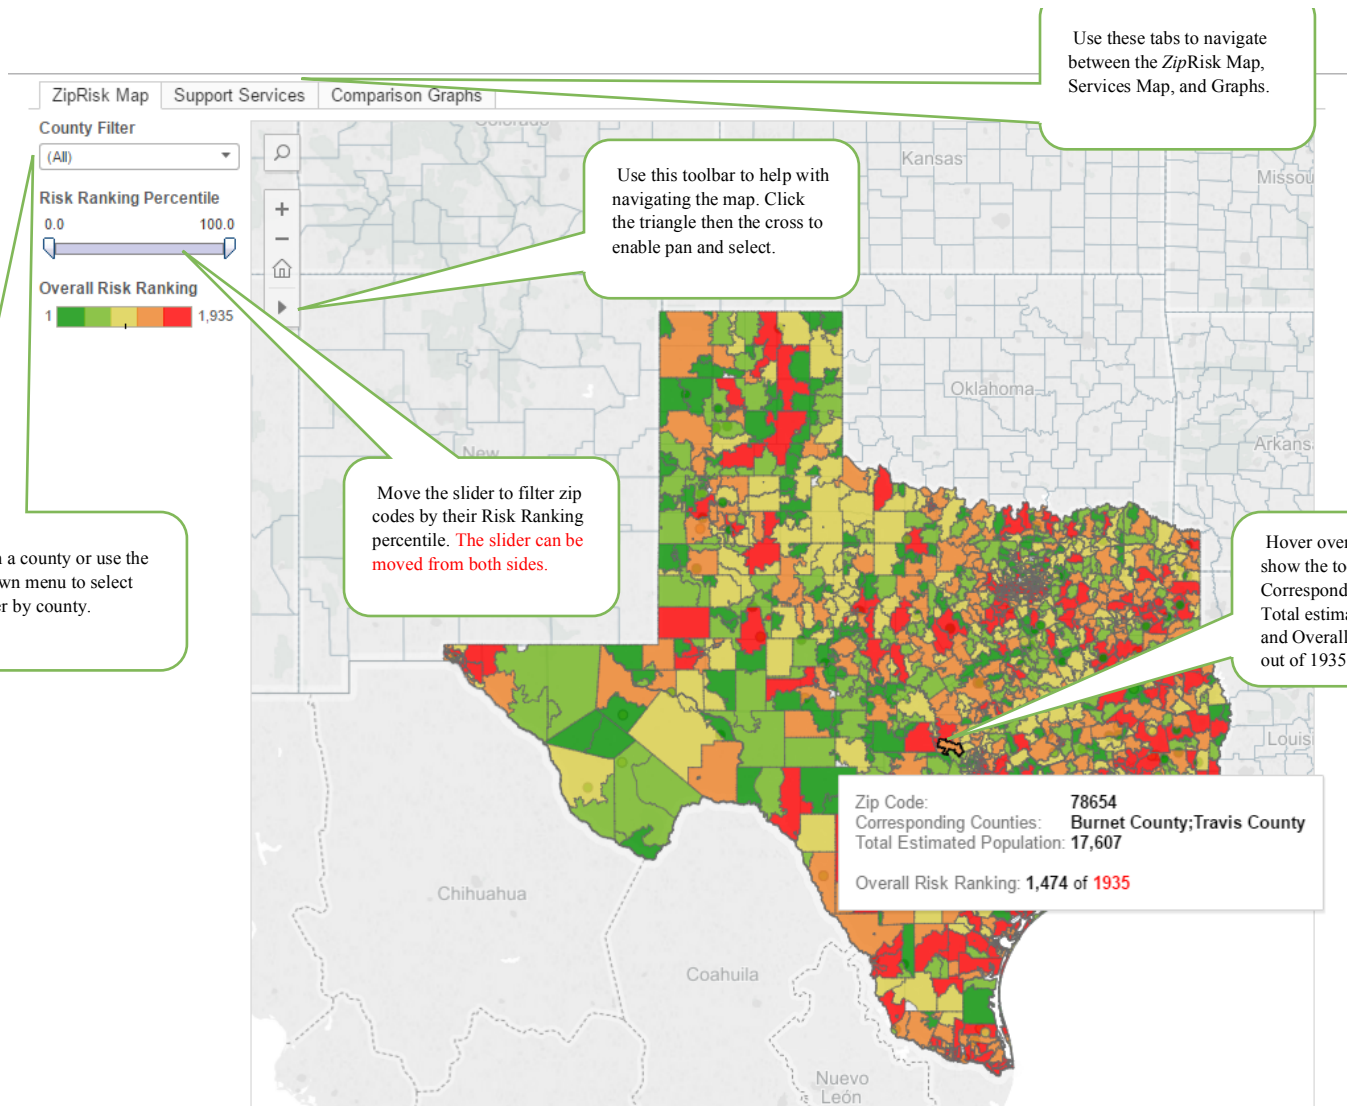 Use these tabs to navigate
between the ZipRisk Map,
Services Map, and Graphs.
ZipRisk Map
Support Services
Comparison Graphs
County Filter
(All)
Risk Ranking Percentile
0.0
100.0
Overall Risk Ranking
1
1,935
Use this toolbar to help with
navigating the map. Click
the triangle then the cross to
enable pan and select.
Colorado
Kansas
Missou
Oklahoma
Arkans
New
Move the slider to filter zip
codes by their Risk Ranking
percentile. The slider can be
moved from both sides.
a county or use the
wn menu to select
er by county.
Hover over
show the to
Correspond
Total estima
and Overall
out of 1935
Louisi
Zip Code: 78654
Corresponding Counties: Burnet County;Travis County
Total Estimated Population: 17,607
Overall Risk Ranking: 1,474 of 1935
Chihuahua
Coahuila
Nuevo
León